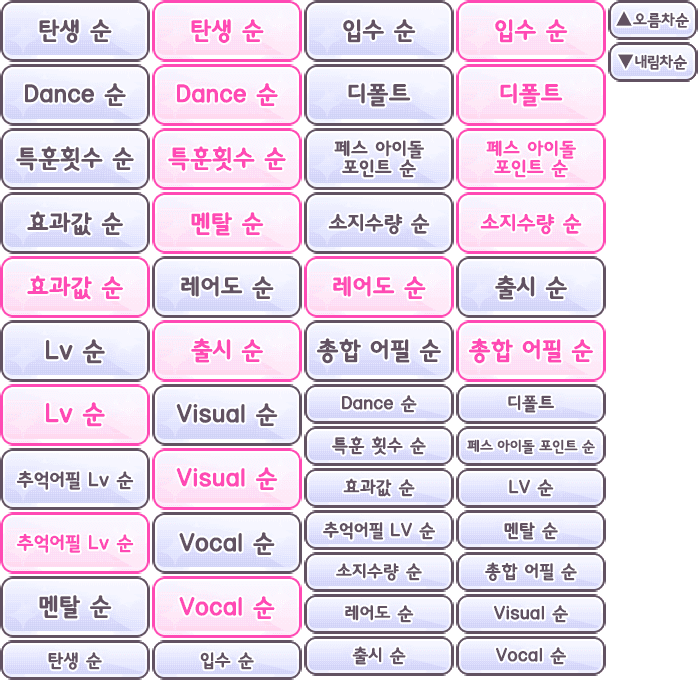 탄생 순
탄생 순
입수 순
입수 순
▲오름차순
▼내림차순
Dance 순
Dance 순
디폴트
디폴트
특훈횟수 순
특훈횟수 순
페스 아이돌
포인트 순
페스 아이돌
포인트 순
효과값 순
멘탈 순
소지수량 순
소지수량 순
효과값 순
레어도 순
레어도 순
출시 순
Lv 순
출시 순
총합 어필 순
총합 어필 순
Lv 순
Visual 순
Dance 순
디폴트
특훈 횟수 순
페스 아이돌 포인트 순
추억어필 Lv 순
Visual 순
효과값 순
LV 순
추억어필 Lv 순
Vocal 순
추억어필 LV 순
멘탈 순
소지수량 순
총합 어필 순
멘탈 순
Vocal 순
레어도 순
Visual 순
탄생 순
입수 순
출시 순
Vocal 순